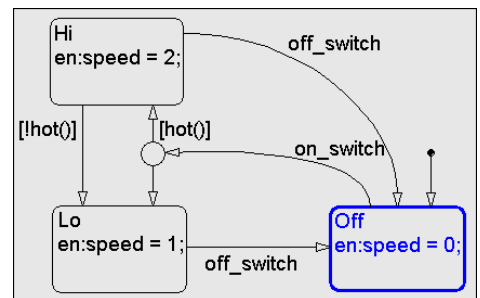 Hi
en:speed = 2;
off_switch
[!hot()]
[hot()]
on_switch
Lo
en:speed = 1;
off_switch
Off
en:speed = 0;